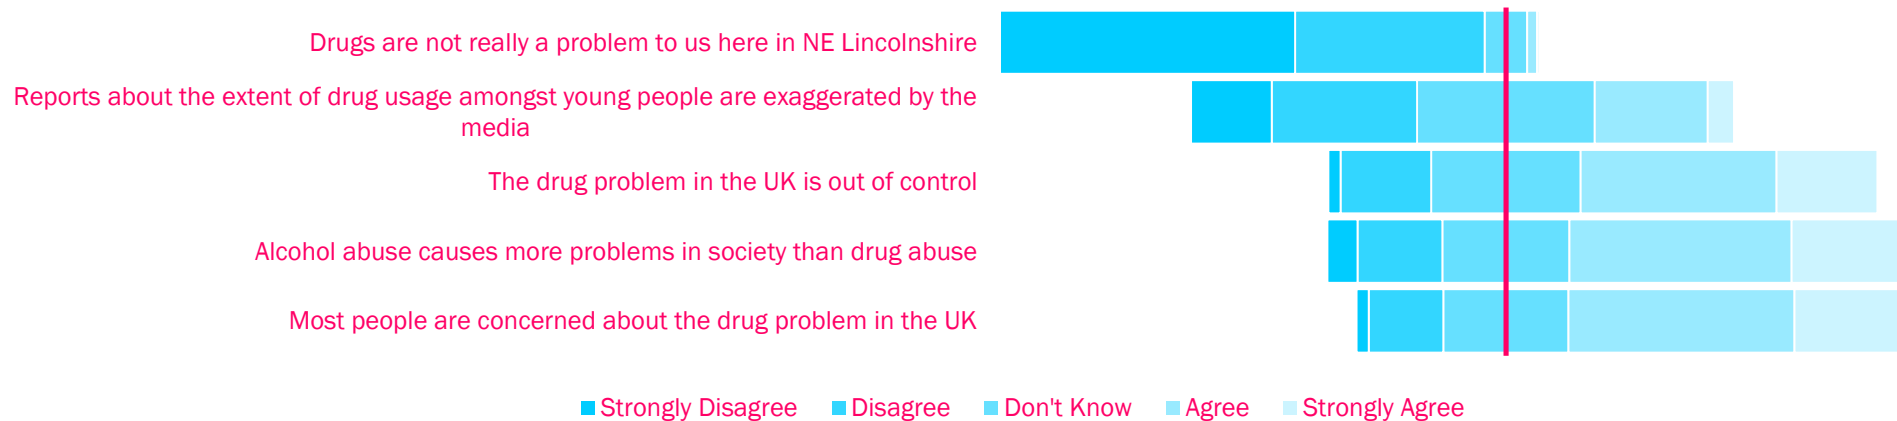 Drugs are not really a problem to us here in NE Lincolnshire
Reports about the extent of drug usage amongst young people are exaggerated by the
media
The drug problem in the UK is out of control
Alcohol abuse causes more problems in society than drug abuse
Most people are concerned about the drug problem in the UK
Strongly Disagree Disagree Don't Know Agree Strongly Agree